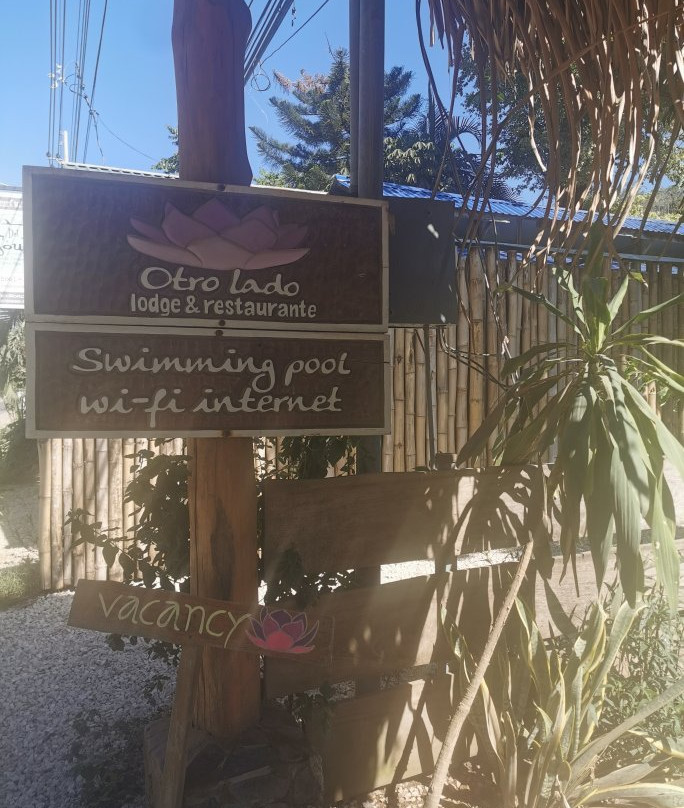 Otro lado
lodge & restaurante
Swimming pool
wi-fi internet
vacancy